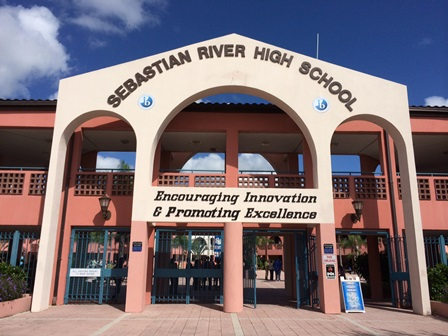 SEBASTIAN RIVER HIGH SCHOOL
Encouraging Innovation
& Promoting Excellence